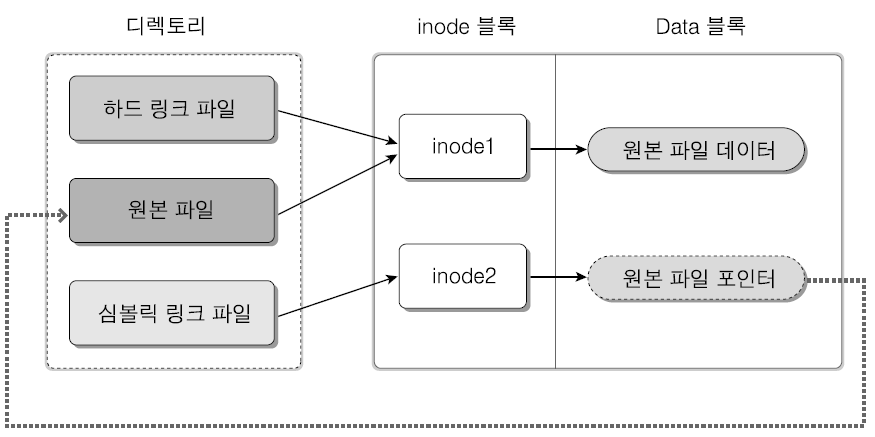 디렉토리
inode 블록
Data 블록
하드 링크 파일
inode1
원본 파일 데이터
원본 파일
inode2
원본 파일 포인터
심볼릭 링크 파일